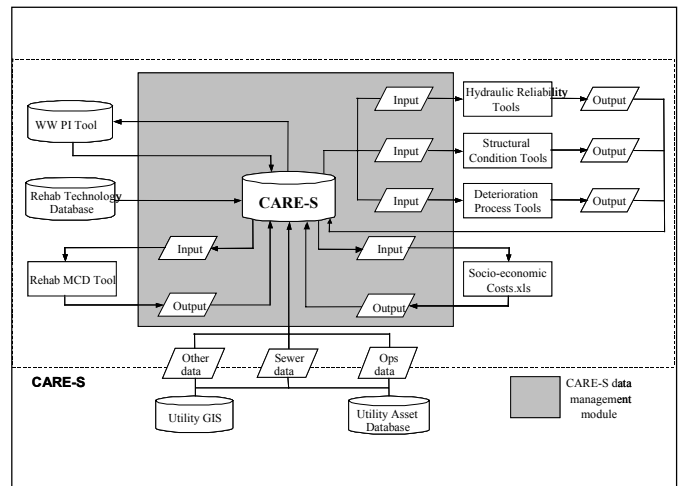 Input
Hydraulic Reliability
Tools
Output
WW PI Tool
Input
Structural
Condition Tools
Output
Rehab Technology
Database
CARE-S
Input
Deterioration
Process Tools
Output
Input
Input
Rehab MCD Tool
Socio-economic
Costs.xls
Output
Output
Other
data
Sewer
data
Ops
data
CARE-S
CARE-S data
management
module
Utility GIS
Utility Asset
Database